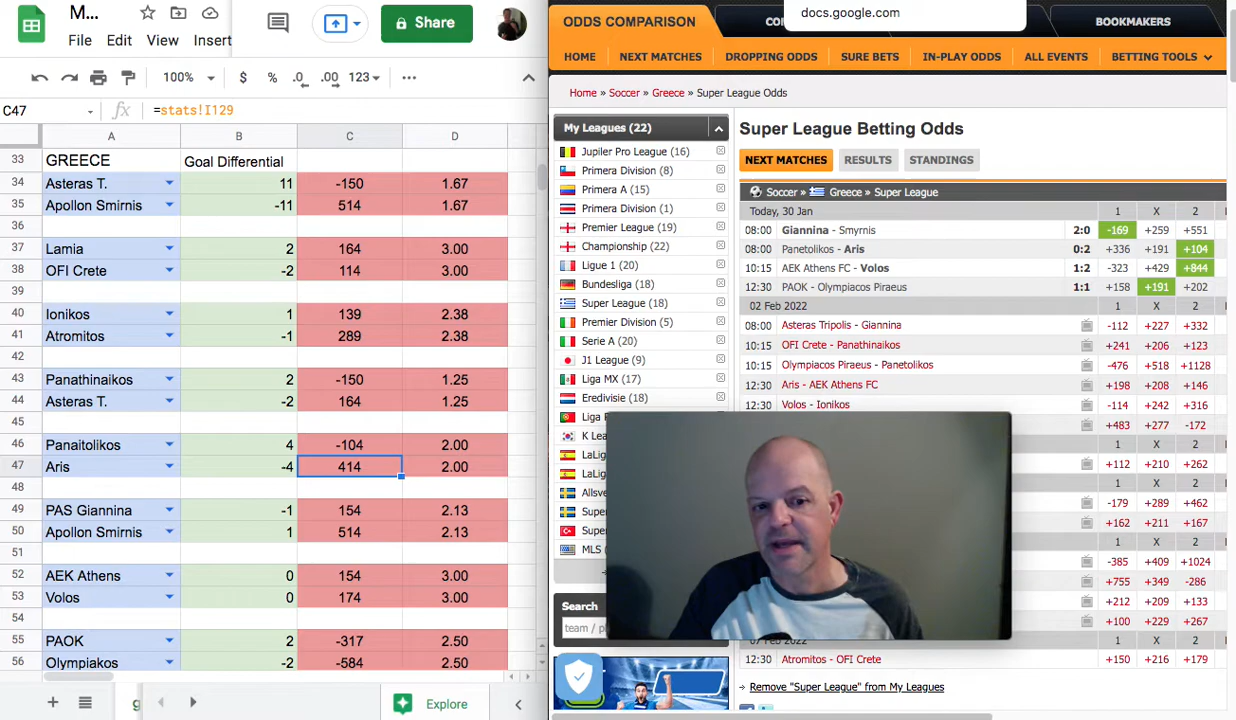 M...
Share
File Edit View Insert
100% $ % .0 .00 123
C47 fx =stats!I129
A B C D
33 GREECE Goal Differential
34 Asteras T. 11 -150 1.67
35 Apollon Smirnis -11 514 1.67
36
37 Lamia 2 164 3.00
38 OFI Crete -2 114 3.00
39
40 Ionikos 1 139 2.38
41 Atromitos -1 289 2.38
42
43 Panathinaikos 2 -150 1.25
44 Asteras T. -2 164 1.25
45
46 Panaitolikos 4 -104 2.00
47 Aris -4 414 2.00
48
49 PAS Giannina -1 154 2.13
50 Apollon Smirnis 1 514 2.13
51
52 AEK Athens 0 154 3.00
53 Volos 0 174 3.00
54
55 PAOK 2 -317 2.50
56 Olympiakos -2 -584 2.50
Explore
docs.google.com
ODDS COMPARISON BOOKMAKERS
HOME NEXT MATCHES DROPPING ODDS SURE BETS IN-PLAY ODDS ALL EVENTS BETTING TOOLS
Home » Soccer » Greece » Super League Odds
My Leagues (22)
Jupiler Pro League (16)
Primera Division (8)
Primera A (15)
Primera Division (1)
Premier League (19)
Championship (22)
Ligue 1 (20)
Bundesliga (18)
Super League (18)
Premier Division (5)
Serie A (20)
J1 League (9)
Liga MX (17)
Eredivisie (18)
Liga
K Lea
LaLig
LaLig
Allsv
Supe
Supe
MLS
Search
team / pl
Super League Betting Odds
NEXT MATCHES RESULTS STANDINGS
Soccer » Greece » Super League
Today, 30 Jan 1 X 2
08:00 Giannina - Smyrnis 2:0 -169 +259 +551
08:00 Panetolikos - Aris 0:2 +336 +191 +104
10:15 AEK Athens FC - Volos 1:2 -323 +429 +844
12:30 PAOK - Olympiacos Piraeus 1:1 +158 +191 +202
02 Feb 2022 1 X 2
08:00 Asteras Tripolis - Giannina -112 +227 +332
10:15 OFI Crete - Panathinaikos +241 +206 +123
10:15 Olympiacos Piraeus - Panetolikos -476 +518 +1128
12:30 Aris - AEK Athens FC +198 +208 +146
12:30 Volos - Ionikos -114 +242 +316
+483 +277 -172
1 X 2
+112 +210 +262
1 X 2
-179 +289 +462
+162 +211 +167
1 X 2
-385 +409 +1024
+755 +349 -286
+212 +209 +133
+100 +229 +267
07 Feb 2022 1 X 2
12:30 Atromitos - OFI Crete +150 +216 +179
Remove "Super League" from My Leagues